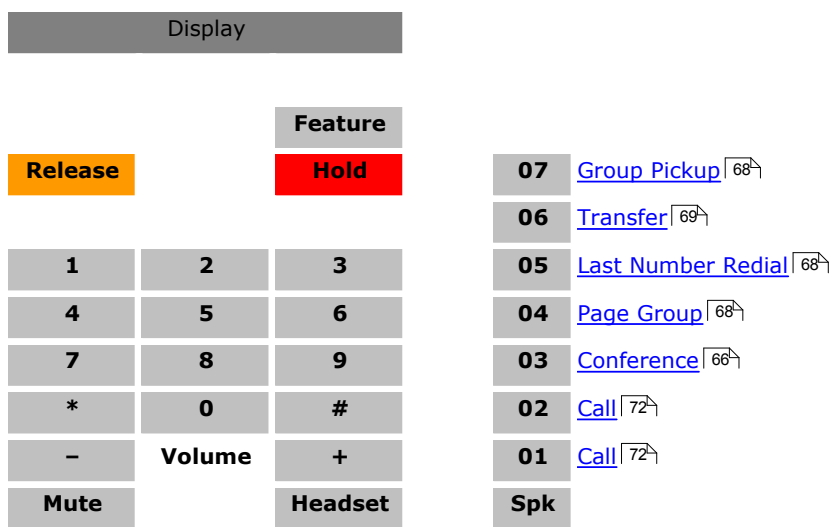 Display
Feature
Release Hold 07 Group Pickup 68
06 Transfer 69
1 2 3 05 Last Number Redial 68
4 5 6 04 Page Group 68
7 8 9 03 Conference 66
* 0 # 02 Call 72
– Volume + 01 Call 72
Mute Headset Spk